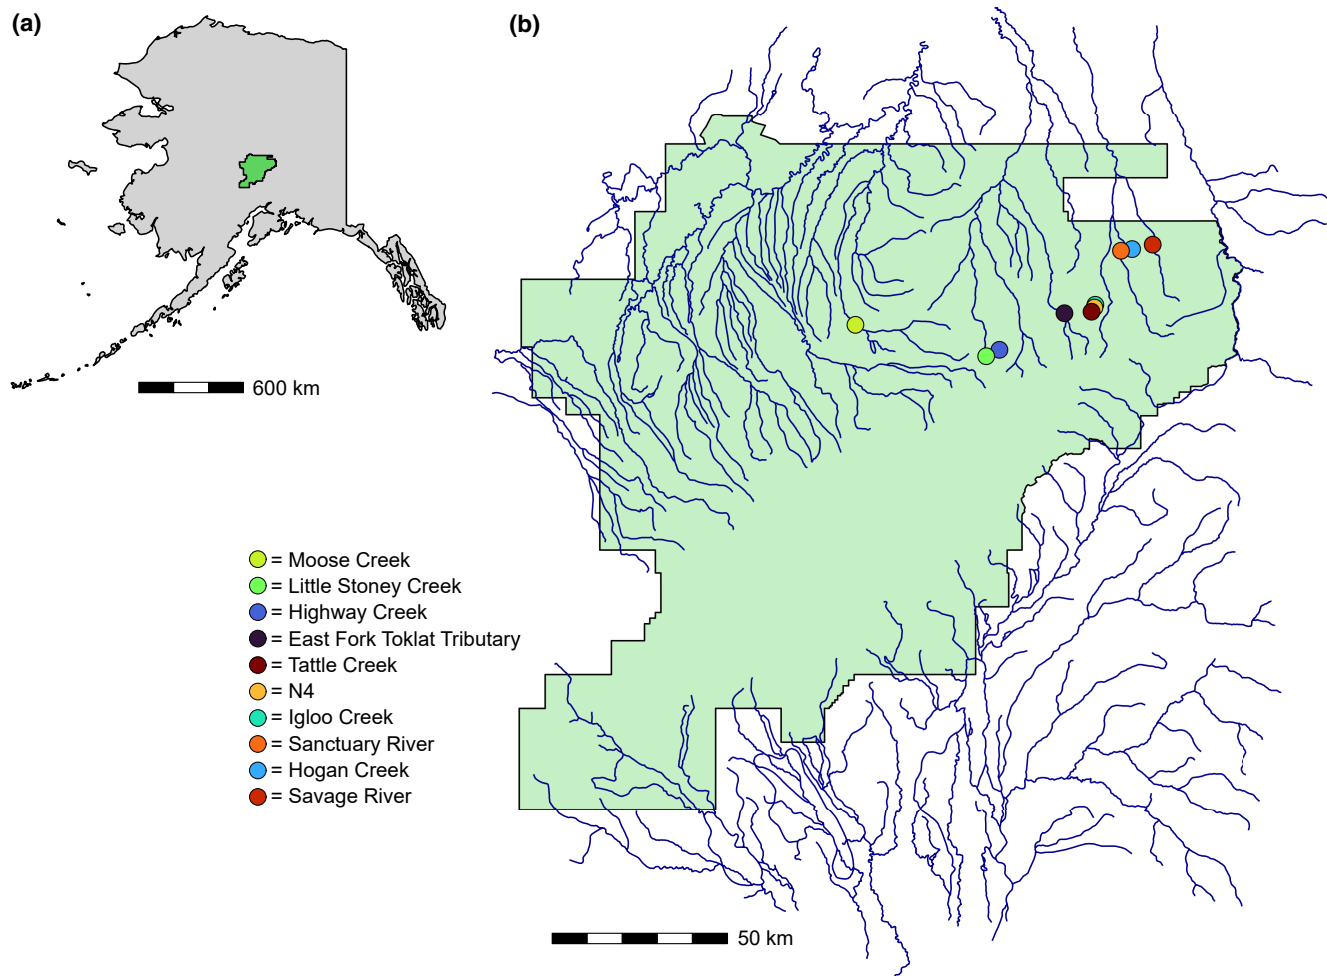 (a)
(b)
600 km
= Moose Creek
= Little Stoney Creek
= Highway Creek
= East Fork Toklat Tributary
= Tattle Creek
= N4
= Igloo Creek
= Sanctuary River
= Hogan Creek
= Savage River
50 km